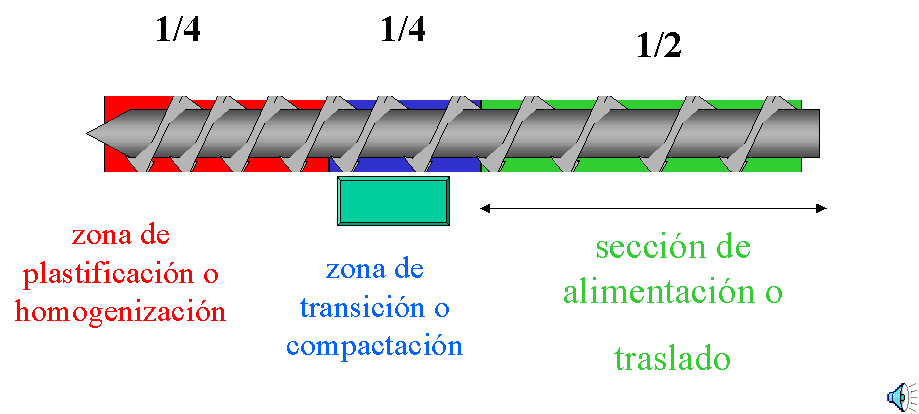 1/4
1/4
1/2
zona de
plastificación o
homogenización
zona de
transición o
compactación
sección de
alimentación o
traslado